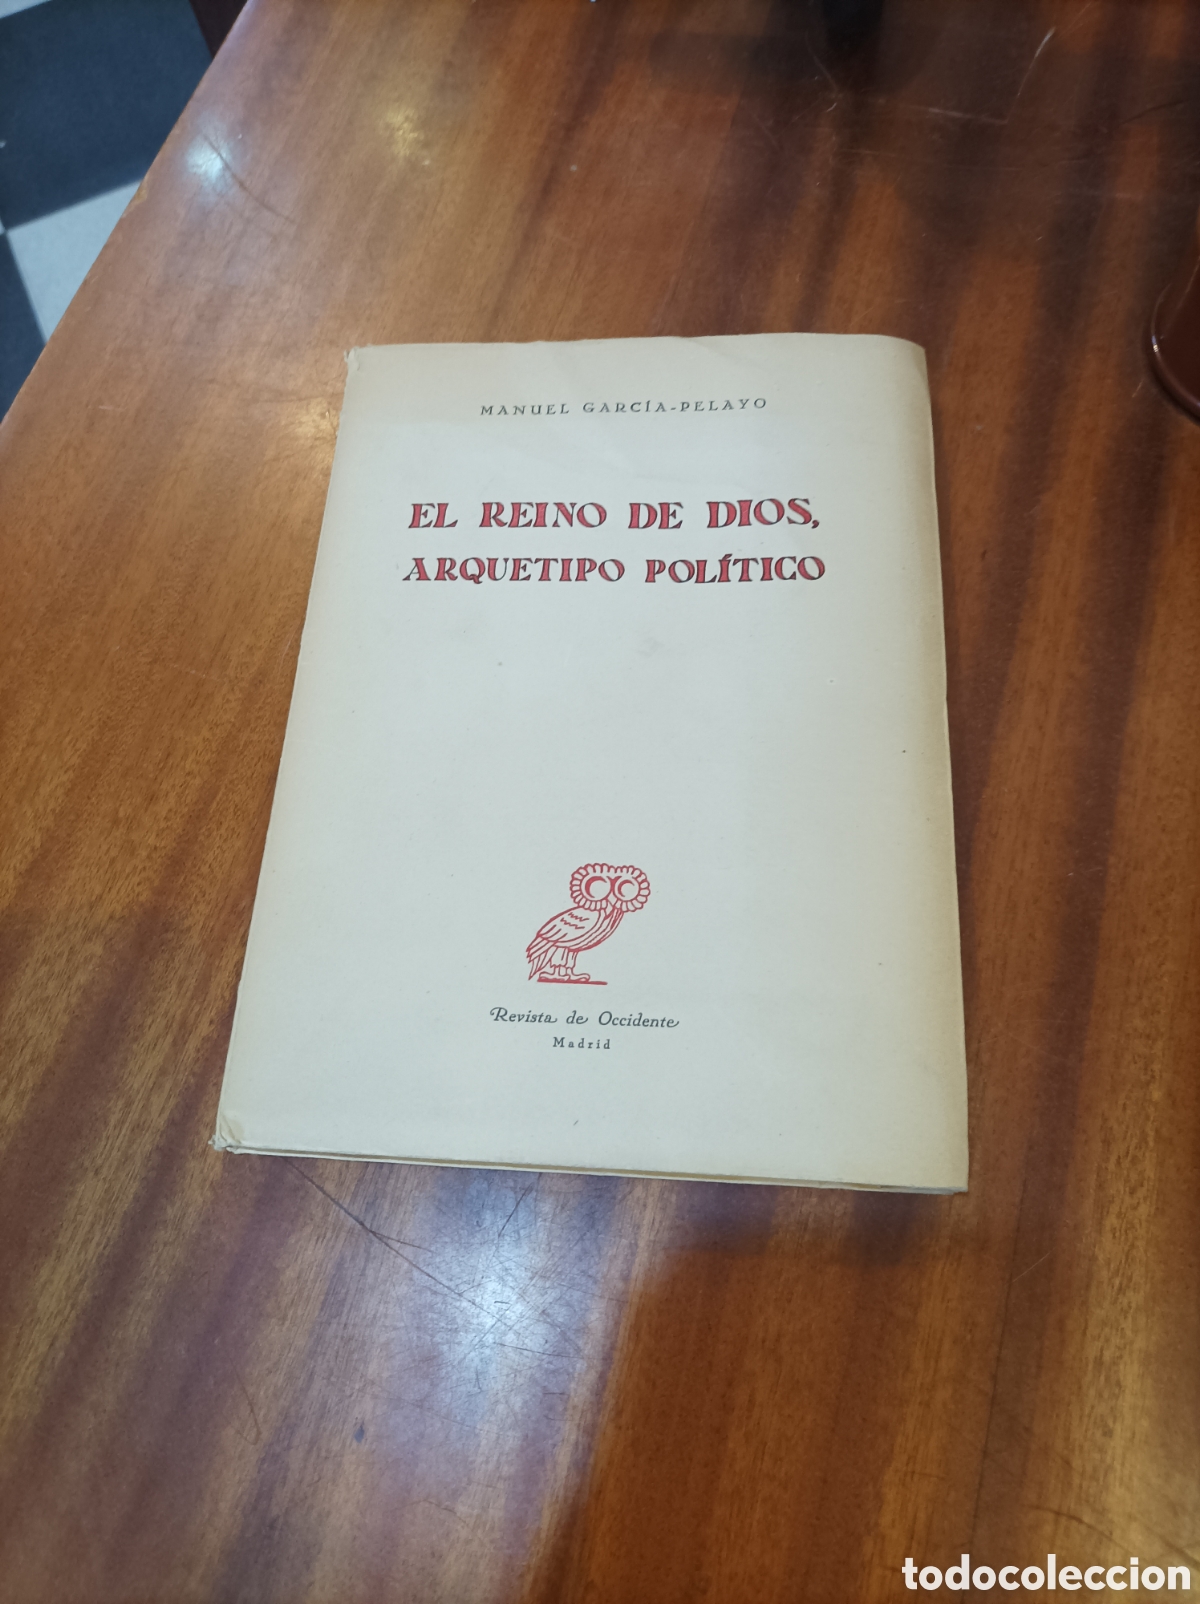 MANUEL GARCÍA-PELAYO
EL REINO DE DIOS,
ARQUETIPO POLÍTICO
Revista de Occidente
Madrid
todocoleccion